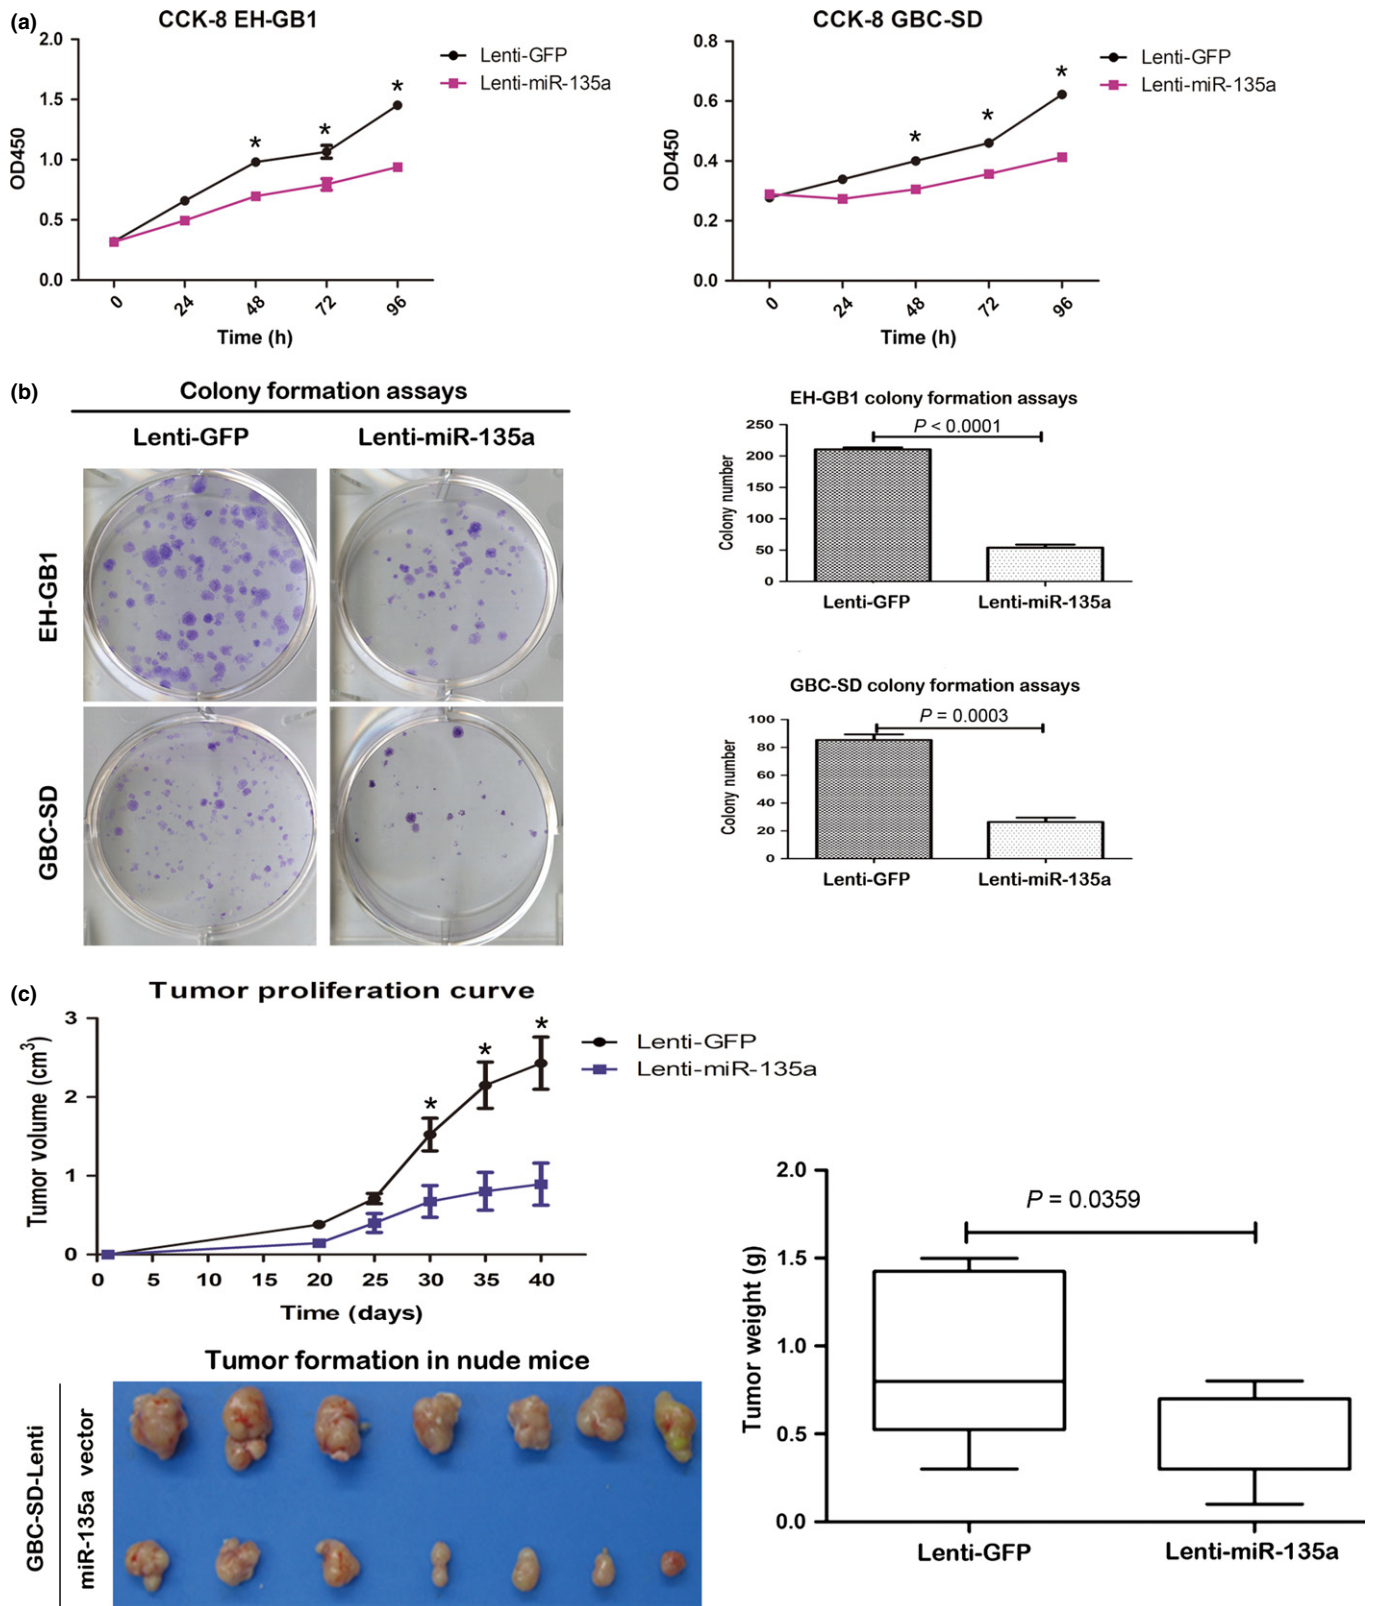 (a)
CCK-8 EH-GB1
2.0
1.5
1.0
0.5
0.0
OD450
0
24
48
72
96
Time (h)
*
*
*
Lenti-GFP
Lenti-miR-135a
CCK-8 GBC-SD
0.8
0.6
0.4
0.2
0.0
OD450
0
24
48
72
96
Time (h)
*
*
*
Lenti-GFP
Lenti-miR-135a
(b)
Colony formation assays
Lenti-GFP
Lenti-miR-135a
EH-GB1
GBC-SD
EH-GB1 colony formation assays
P < 0.0001
250
200
150
100
50
0
Colony number
Lenti-GFP
Lenti-miR-135a
GBC-SD colony formation assays
P = 0.0003
100
80
60
40
20
0
Colony number
Lenti-GFP
Lenti-miR-135a
(c)
Tumor proliferation curve
3
2
1
0
Tumor volume (cm³)
0
5
10
15
20
25
30
35
40
Time (days)
*
*
*
Lenti-GFP
Lenti-miR-135a
Tumor formation in nude mice
GBC-SD-Lenti
miR-135a vector
2.0
1.5
1.0
0.5
0.0
Tumor weight (g)
P = 0.0359
Lenti-GFP
Lenti-miR-135a